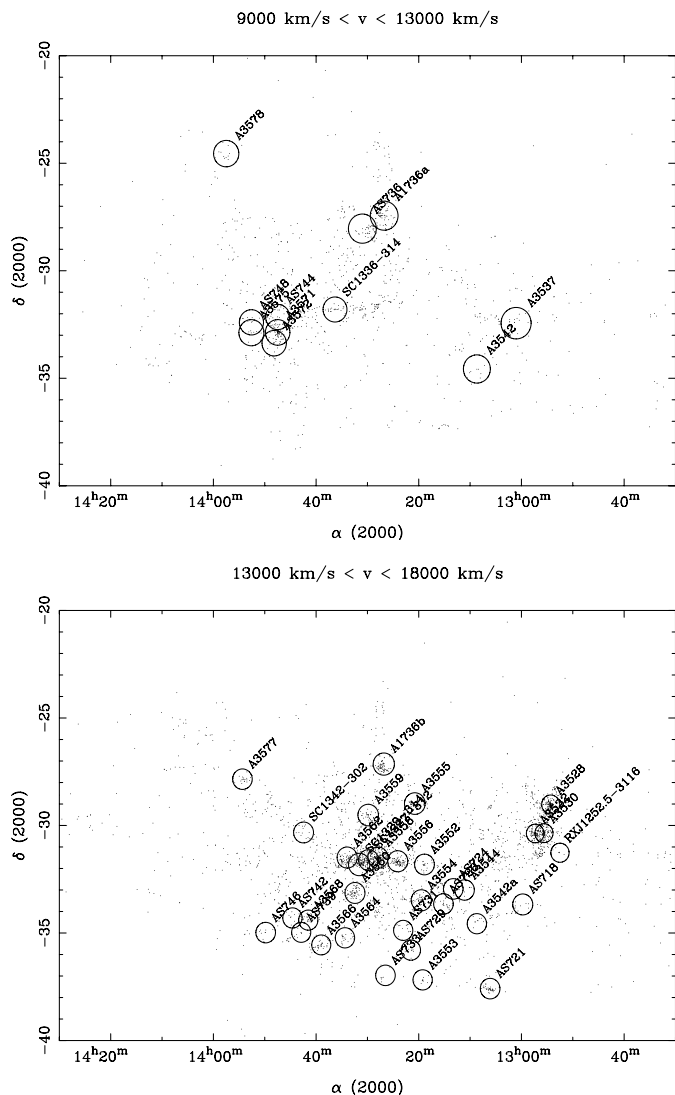 9000 km/s < v < 13000 km/s
−20
A3578
−25
AS736
A1736a
δ (2000)
−30
SC1336−314
AS748
AS744
A3571
A3572
A3537
A3542
−35
−40
14ʰ20ᵐ
14ʰ00ᵐ
40ᵐ
20ᵐ
13ʰ00ᵐ
40ᵐ
α (2000)
13000 km/s < v < 18000 km/s
−20
−25
A3577
A1736b
SC1342−302
A3559
A3555
A3528
RXJ1252.5−3116
δ (2000)
−30
A3562
A3556
A3552
A3554
AS724
AS718
AS746
AS742
A3566
A3564
A3542a
−35
AS729
A3553
AS721
−40
14ʰ20ᵐ
14ʰ00ᵐ
40ᵐ
20ᵐ
13ʰ00ᵐ
40ᵐ
α (2000)